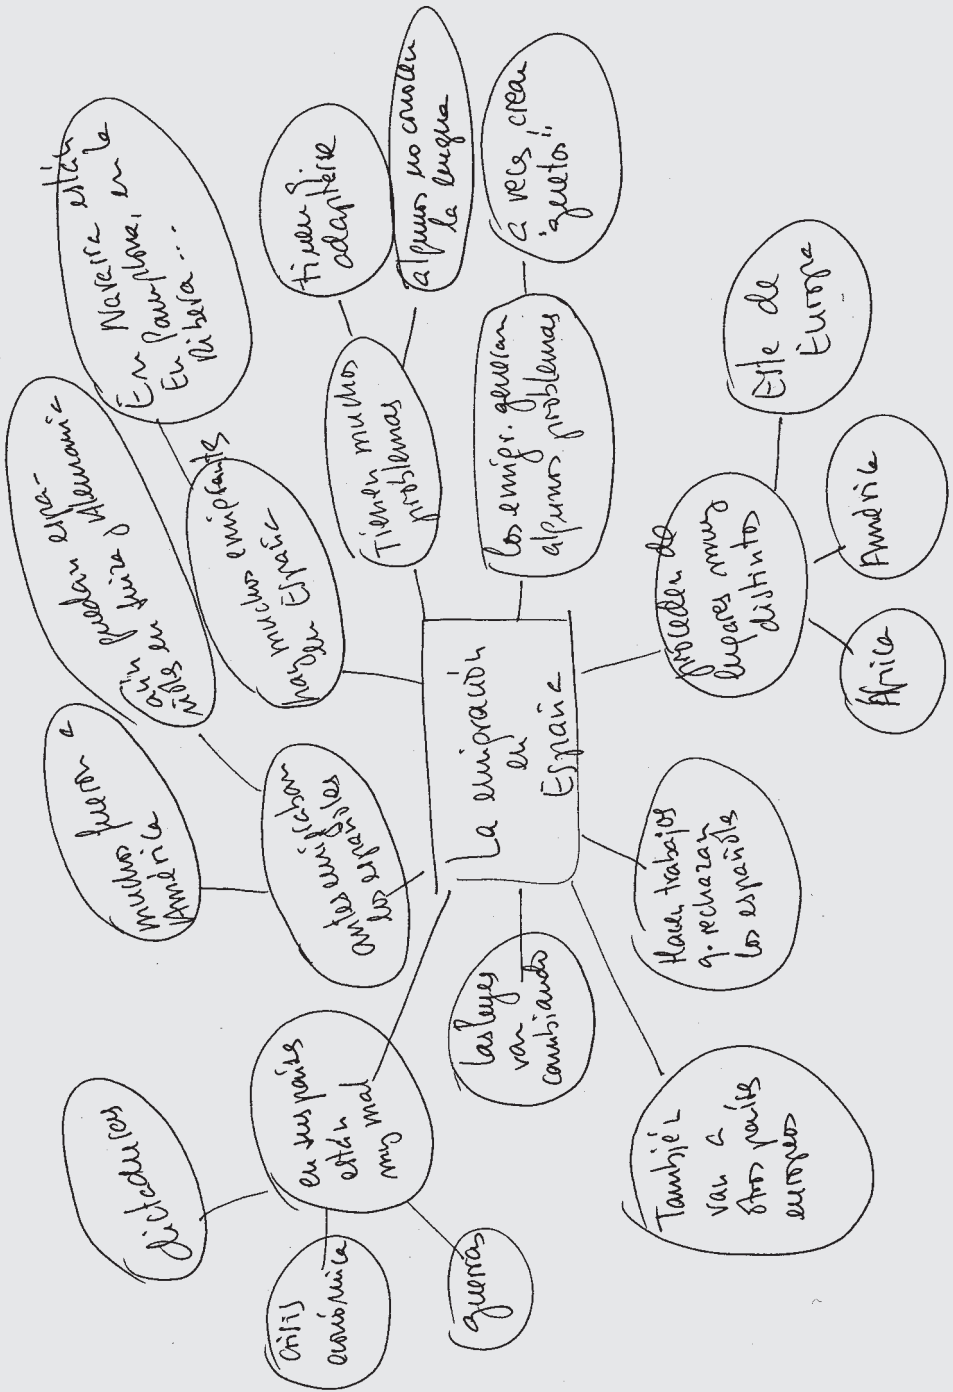 La emigración
en
España
antes emigraban
los españoles
muchos fueron a
América
aún quedan espa-
ñoles en Suiza y Alemania
muchos emigrantes
hay en España
En Navarra están
En Pamplona, en la
Ribera...
Tienen muchos
problemas
tienen q.
adaptarse
algunos no conocen
la lengua
los emigr. generan
algunos problemas
a veces crean
"guetos"
proceden de
lugares muy
distintos
Este de
Europa
América
África
Hacen trabajos
q. rechazan
los españoles
También
van a
otros países
europeos
las leyes
van
cambiando
en sus países
están
muy mal
dictaduras
crisis
económica
guerras